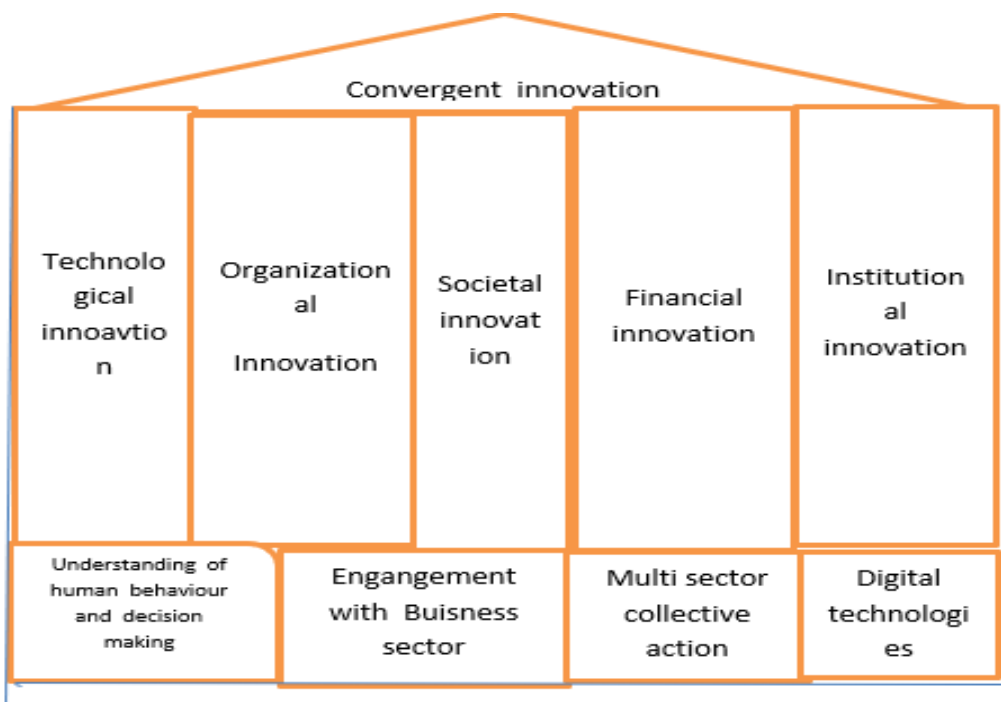 Convergent innovation
Technolo
gical
innoavtio
n
Organization
al
Innovation
Societal
innovat
ion
Financial
innovation
Institution
al
innovation
Understanding of
human behaviour
and decision
making
Engangement
with Buisness
sector
Multi sector
collective
action
Digital
technologi
es